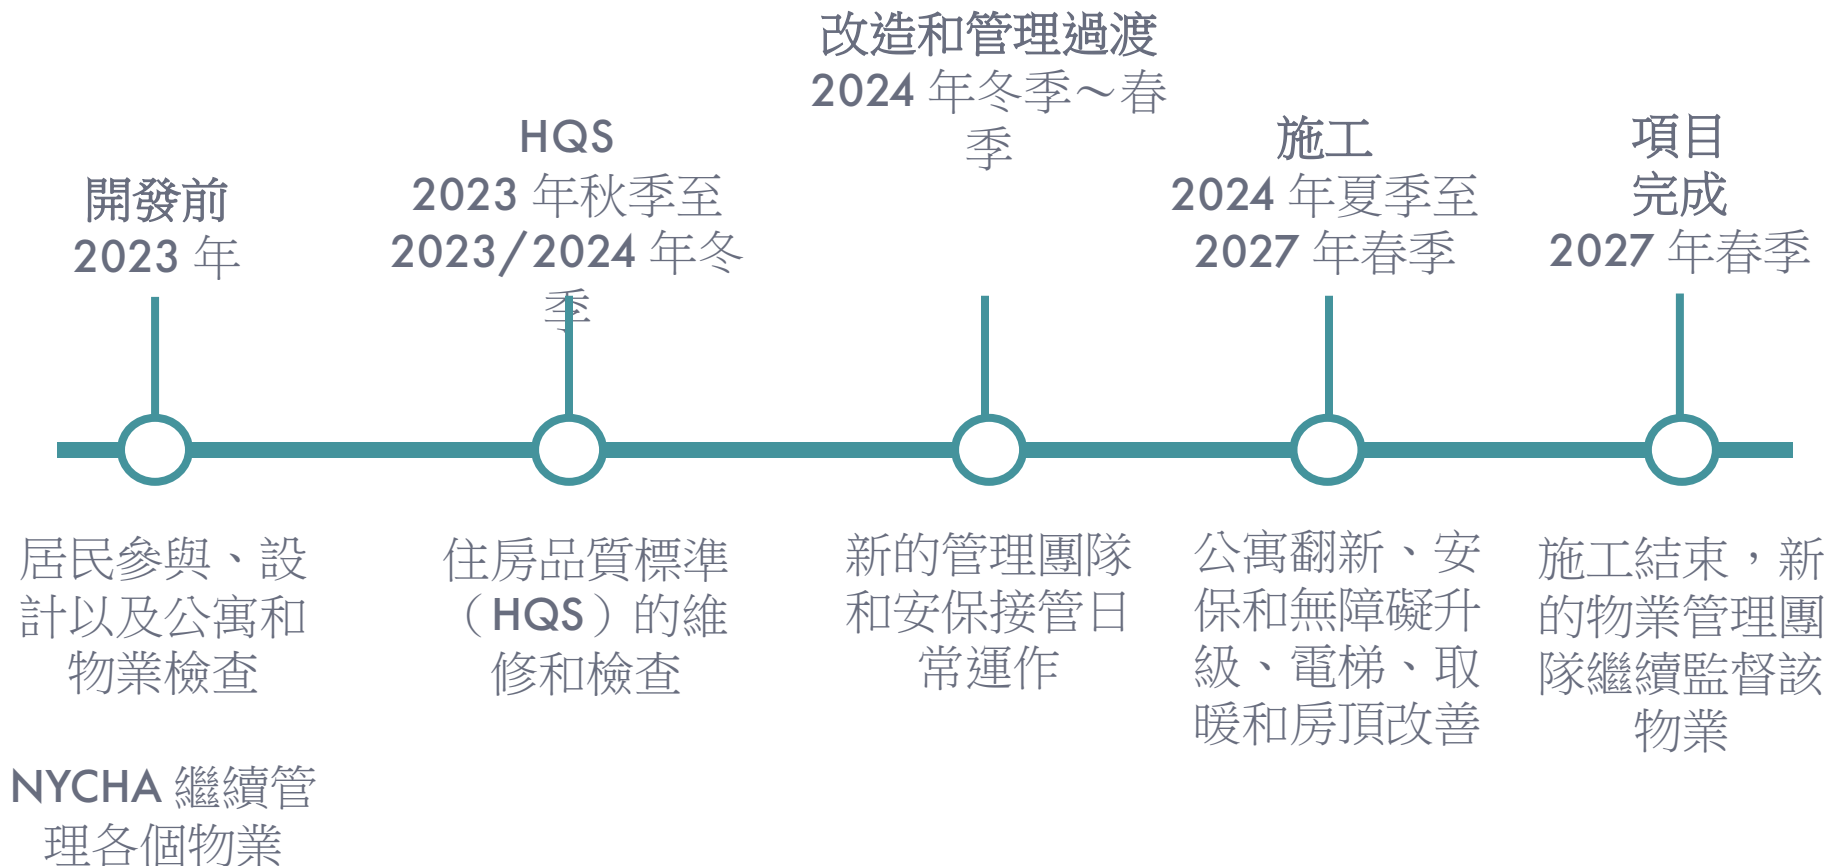 開發前
2023 年
居民參與、設
計以及公寓和
物業檢查
NYCHA 繼續管
理各個物業
HQS
2023 年秋季至
2023/2024 年冬
季
住房品質標準
（HQS）的維
修和檢查
改造和管理過渡
2024 年冬季～春
季
新的管理團隊
和安保接管日
常運作
施工
2024 年夏季至
2027 年春季
公寓翻新、安
保和無障礙升
級、電梯、取
暖和房頂改善
項目
完成
2027 年春季
施工結束，新
的物業管理團
隊繼續監督該
物業